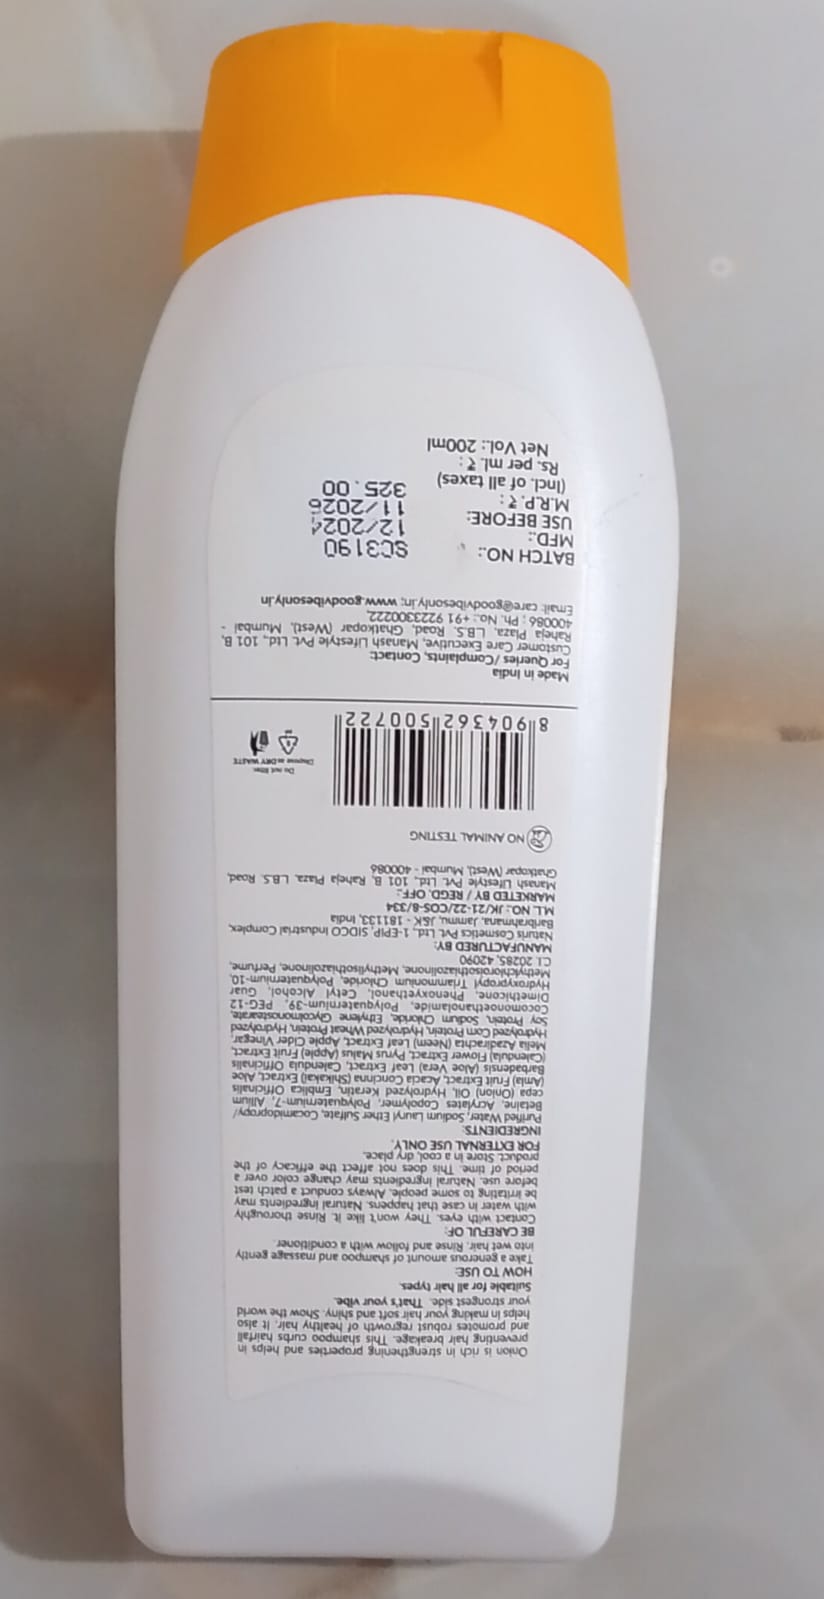 Onion is rich in strengthening properties and helps in
preventing hair breakage. This shampoo curbs hairfall
and promotes robust regrowth of healthy hair. It also
helps in making your hair soft and shiny. Show the world
your strongest side. That's your vibe.
Suitable for all hair types.
HOW TO USE:
Take a generous amount of shampoo and massage gently
into wet hair. Rinse and follow with a conditioner.
BE CAREFUL OF:
Contact with eyes. They won't like it. Rinse thoroughly
with water in case that happens. Natural ingredients may
be irritating to some people. Always conduct a patch test
before use. Natural ingredients may change color over a
period of time. This does not affect the efficacy of the
product. Store in a cool, dry place.
FOR EXTERNAL USE ONLY.
INGREDIENTS:
Purified Water, Sodium Lauryl Ether Sulfate, Cocamidopropyl
Betaine, Acrylates Copolymer, Polyquaternium-7, Allium
cepa (Onion) Oil, Hydrolyzed Keratin, Emblica Officinalis
(Amla) Fruit Extract, Acacia Concinna (Shikakai) Extract, Aloe
Barbadensis (Aloe Vera) Leaf Extract, Calendula Officinalis
(Calendula) Flower Extract, Pyrus Malus (Apple) Fruit Extract,
Melia Azadirachta (Neem) Leaf Extract, Apple Cider Vinegar,
Hydrolyzed Corn Protein, Hydrolyzed Wheat Protein, Hydrolyzed
Soy Protein, Sodium Chloride, Ethylene Glycolmonostearate,
Cocomonoethanolamide, Polyquaternium-39, PEG-12
Dimethicone, Phenoxyethanol, Cetyl Alcohol, Guar
Hydroxypropyl Triammonium Chloride, Polyquaternium-10,
Methylchloroisothiazolinone, Methylisothiazolinone, Perfume,
C.I. 20285, 42090
MANUFACTURED BY:
Naturis Cosmetics Pvt. Ltd., 1-EPIP, SIDCO Industrial Complex,
Baribrahmana, Jammu, J&K - 181133, India
M.L. NO.: JK/21-22/COS-8/334
MARKETED BY / REGD. OFF.:
Manash Lifestyle Pvt. Ltd., 101 B, Raheja Plaza, L.B.S. Road,
Ghatkopar (West), Mumbai - 400086
NO ANIMAL TESTING
8 904362 500722
Do not litter
Dispose as DRY WASTE
Made in India
For Queries /Complaints, Contact:
Customer Care Executive, Manash Lifestyle Pvt. Ltd., 101 B,
Raheja Plaza, L.B.S. Road, Ghatkopar (West), Mumbai -
400086 ; Ph. No.: +91 9223300222,
Email: care@goodvibesonly.in; www.goodvibesonly.in
BATCH NO.: SC3190
MFD.: 12/2024
USE BEFORE: 11/2026
M.R.P. ₹ : 325.00
(Incl. of all taxes)
Rs. per ml. ₹ :
Net Vol.: 200ml